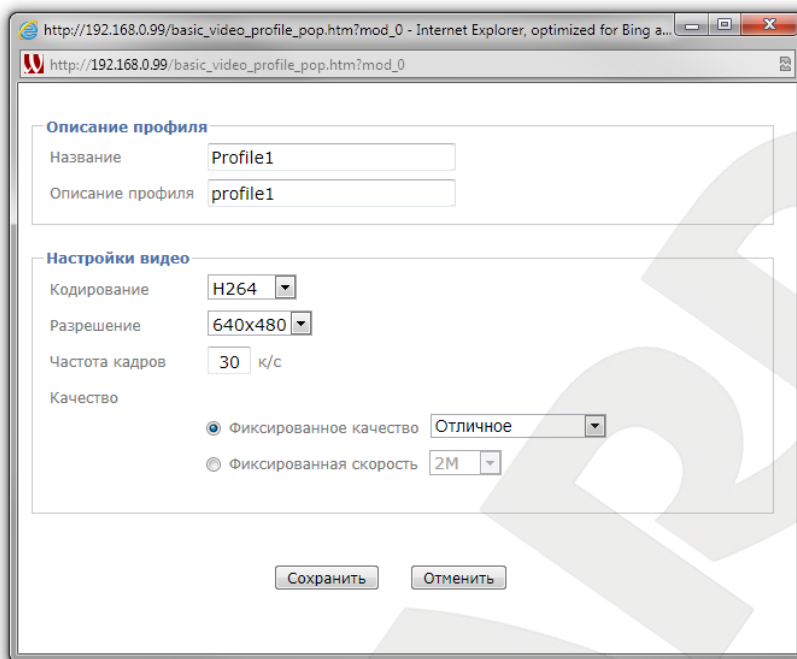 http://192.168.0.99/basic_video_profile_pop.htm?mod_0 - Internet Explorer, optimized for Bing a...
http://192.168.0.99/basic_video_profile_pop.htm?mod_0
Описание профиля
Название Profile1
Описание профиля profile1
Настройки видео
Кодирование H264
Разрешение 640x480
Частота кадров 30 к/с
Качество
Фиксированное качество Отличное
Фиксированная скорость 2M
Сохранить Отменить